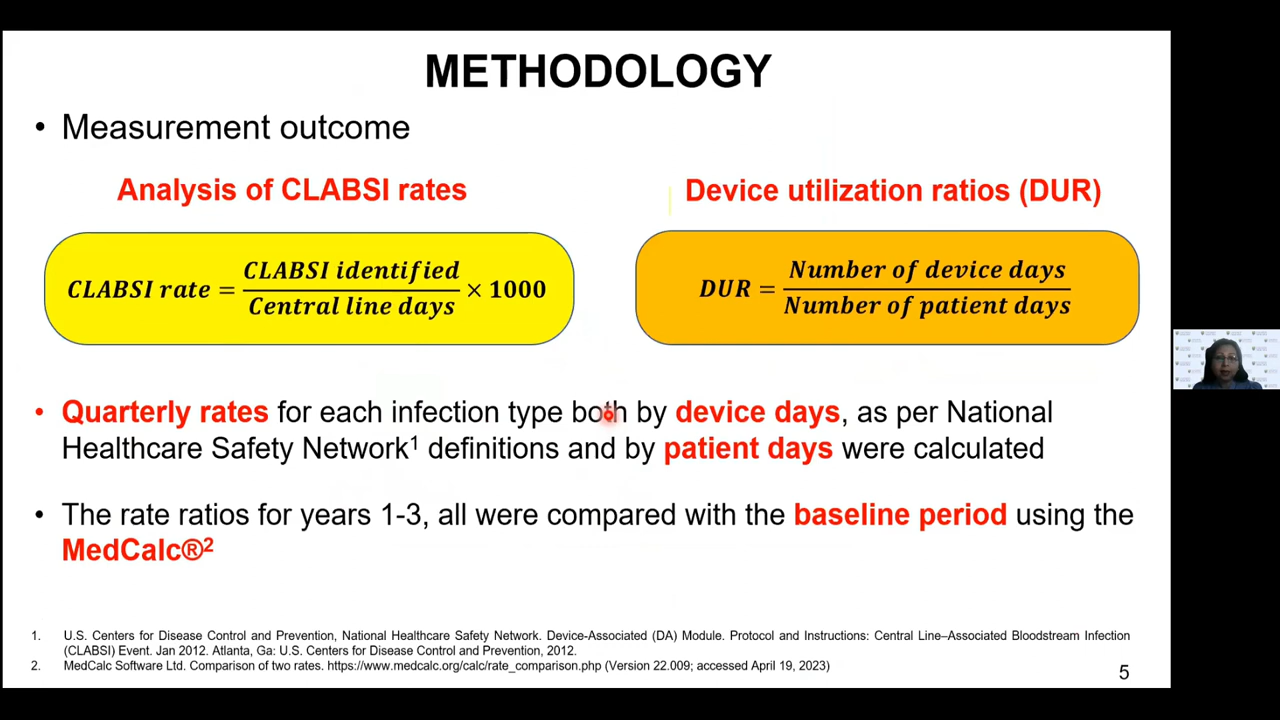 METHODOLOGY
• Measurement outcome
Analysis of CLABSI rates
Device utilization ratios (DUR)
CLABSI rate = CLABSI identified / Central line days × 1000
DUR = Number of device days / Number of patient days
• Quarterly rates for each infection type both by device days, as per National
Healthcare Safety Network¹ definitions and by patient days were calculated
• The rate ratios for years 1-3, all were compared with the baseline period using the
MedCalc®²
1. U.S. Centers for Disease Control and Prevention, National Healthcare Safety Network. Device-Associated (DA) Module. Protocol and Instructions: Central Line–Associated Bloodstream Infection
(CLABSI) Event. Jan 2012. Atlanta, Ga: U.S. Centers for Disease Control and Prevention, 2012.
2. MedCalc Software Ltd. Comparison of two rates. https://www.medcalc.org/calc/rate_comparison.php (Version 22.009; accessed April 19, 2023)
5